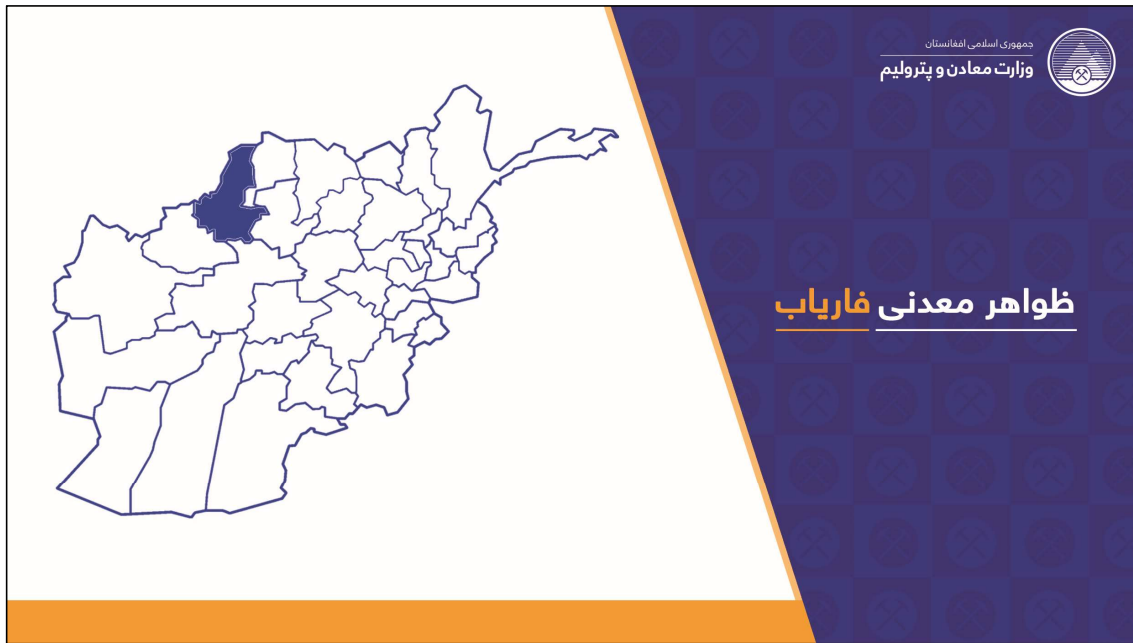 جمهوری اسلامی افغانستان
وزارت معادن و پترولیم
ظواهر معدنی فاریاب